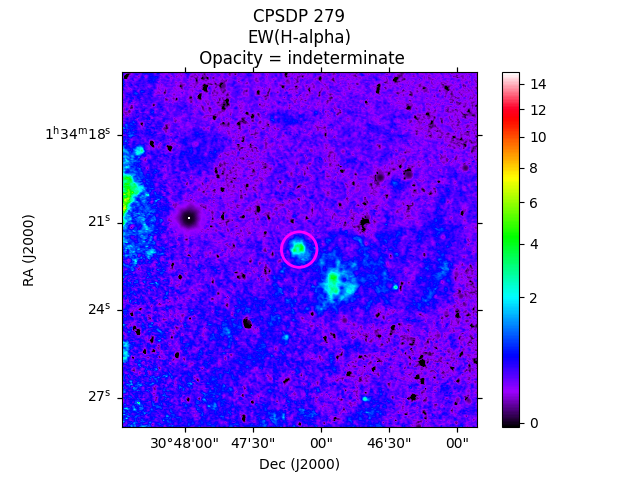 CPSDP 279
EW(H-alpha)
Opacity = indeterminate
1ʰ34ᵐ18ˢ
21ˢ
24ˢ
27ˢ
RA (J2000)
30°48'00" 47'30" 00" 46'30" 00"
Dec (J2000)
14
12
10
8
6
4
2
0